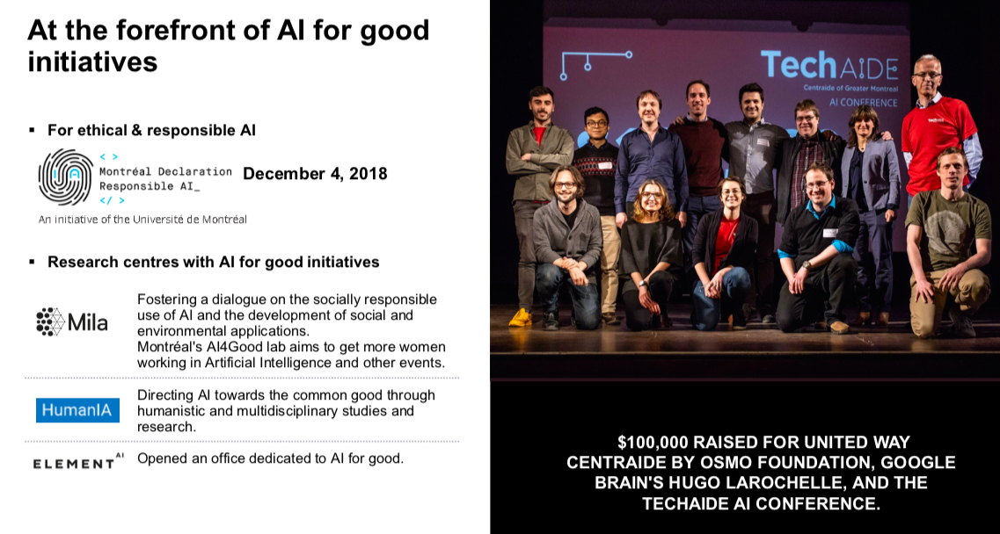 At the forefront of AI for good
initiatives
▪ For ethical & responsible AI
< >
Montréal Declaration
Responsible AI_
</ >
IA
December 4, 2018
An initiative of the Université de Montréal
▪ Research centres with AI for good initiatives
Mila
Fostering a dialogue on the socially responsible
use of AI and the development of social and
environmental applications.
Montréal's AI4Good lab aims to get more women
working in Artificial Intelligence and other events.
HumanIA
Directing AI towards the common good through
humanistic and multidisciplinary studies and
research.
ELEMENT AI
Opened an office dedicated to AI for good.
TechAIDE
Centraide of Greater Montreal
AI CONFERENCE
$100,000 RAISED FOR UNITED WAY
CENTRAIDE BY OSMO FOUNDATION, GOOGLE
BRAIN'S HUGO LAROCHELLE, AND THE
TECHAIDE AI CONFERENCE.